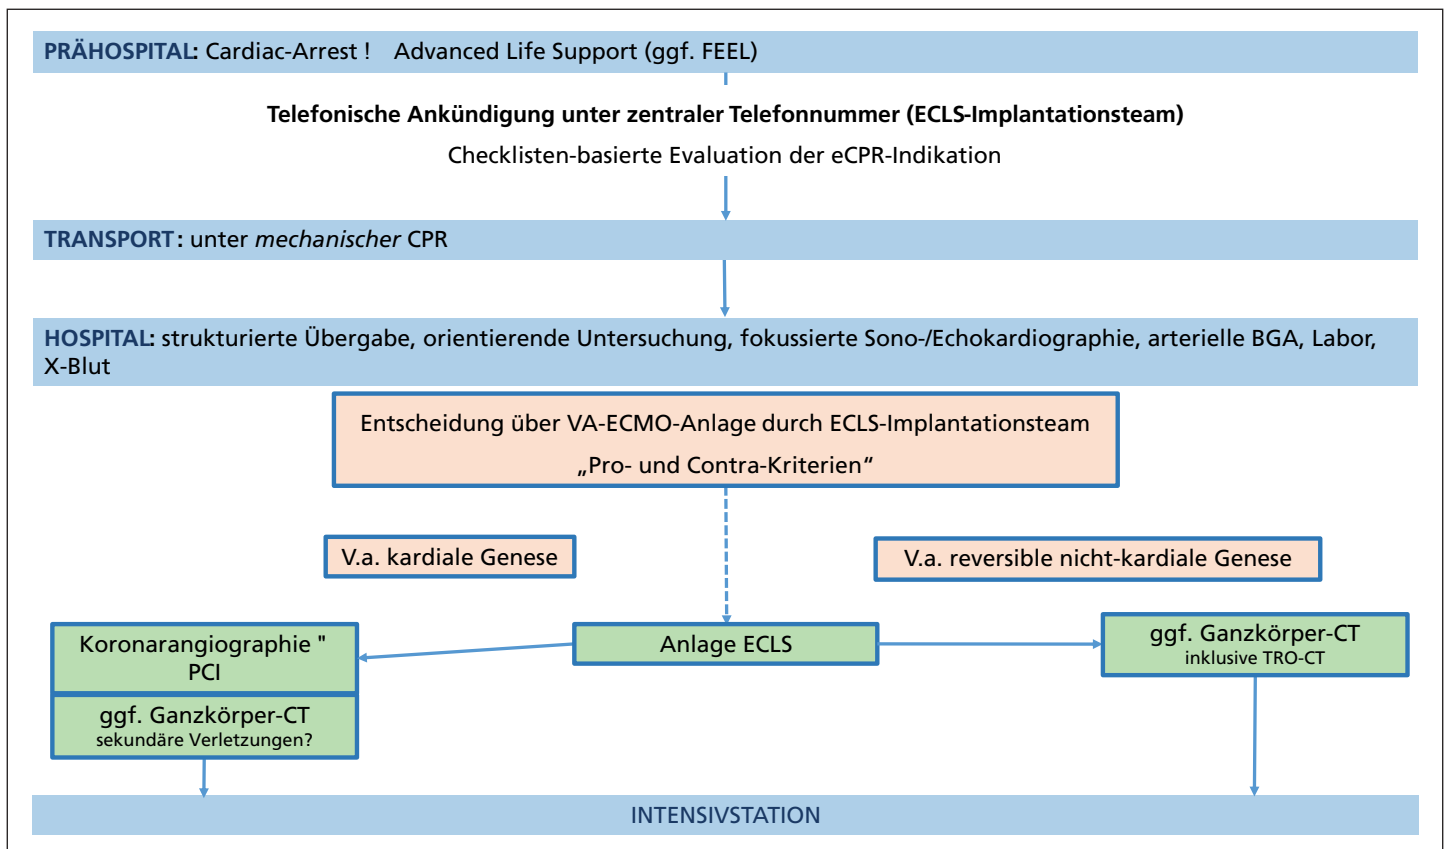 PRÄHOSPITAL: Cardiac-Arrest ! Advanced Life Support (ggf. FEEL)
Telefonische Ankündigung unter zentraler Telefonnummer (ECLS-Implantationsteam)
Checklisten-basierte Evaluation der eCPR-Indikation
TRANSPORT: unter mechanischer CPR
HOSPITAL: strukturierte Übergabe, orientierende Untersuchung, fokussierte Sono-/Echokardiographie, arterielle BGA, Labor,
X-Blut
Entscheidung über VA-ECMO-Anlage durch ECLS-Implantationsteam
„Pro- und Contra-Kriterien“
V.a. kardiale Genese
V.a. reversible nicht-kardiale Genese
Koronarangiographie "
PCI
ggf. Ganzkörper-CT
sekundäre Verletzungen?
Anlage ECLS
ggf. Ganzkörper-CT
inklusive TRO-CT
INTENSIVSTATION